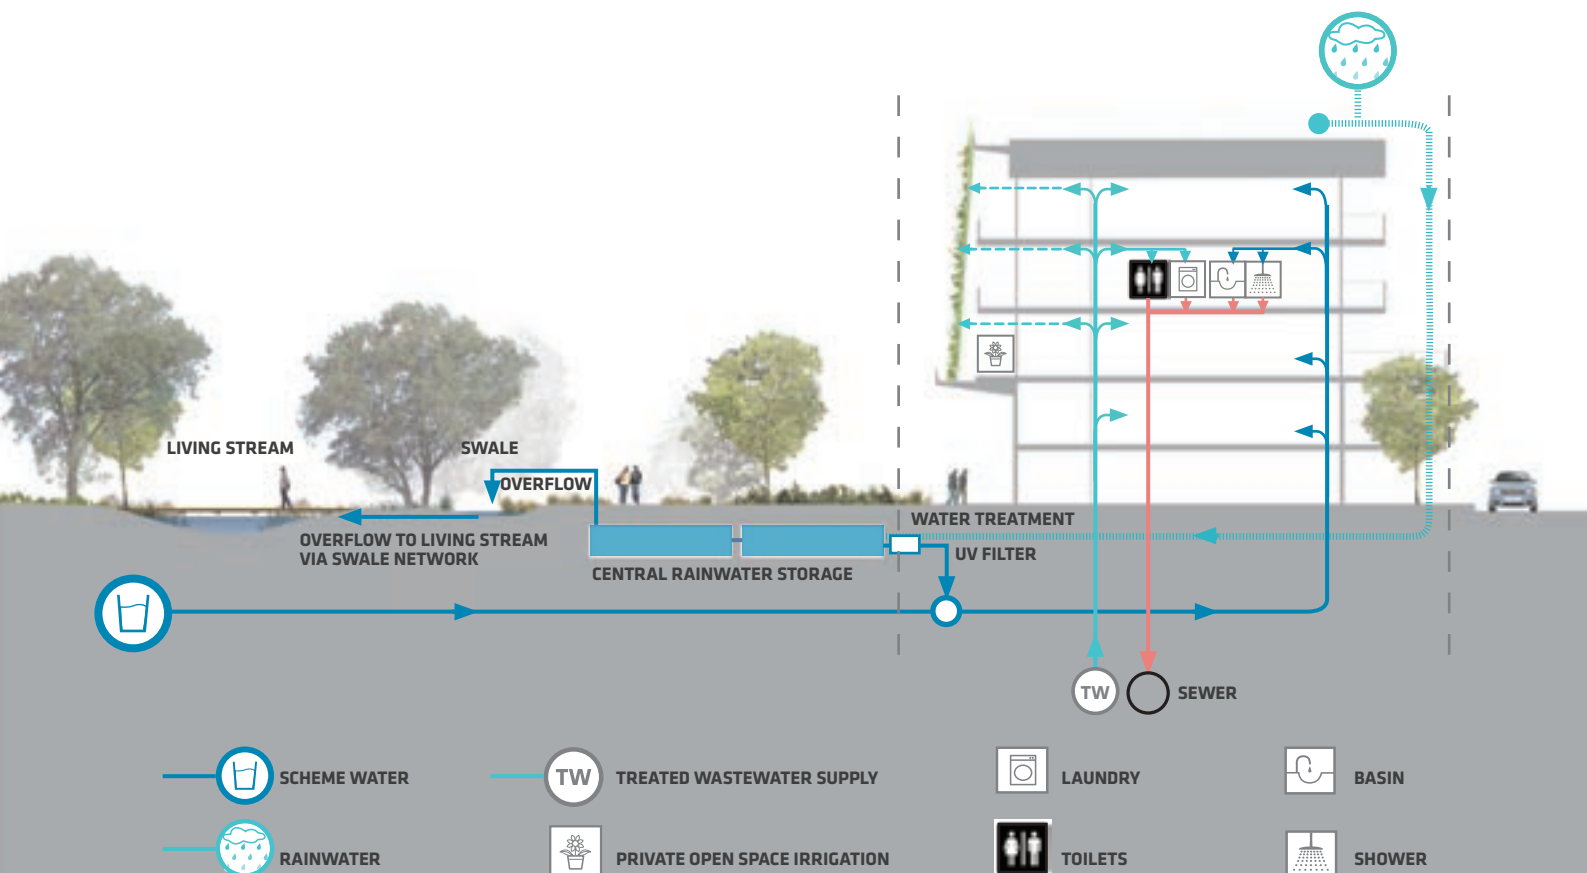 LIVING STREAM
SWALE
OVERFLOW
OVERFLOW TO LIVING STREAM
VIA SWALE NETWORK
CENTRAL RAINWATER STORAGE
WATER TREATMENT
UV FILTER
TW
SEWER
SCHEME WATER
TW
TREATED WASTEWATER SUPPLY
LAUNDRY
BASIN
RAINWATER
PRIVATE OPEN SPACE IRRIGATION
TOILETS
SHOWER